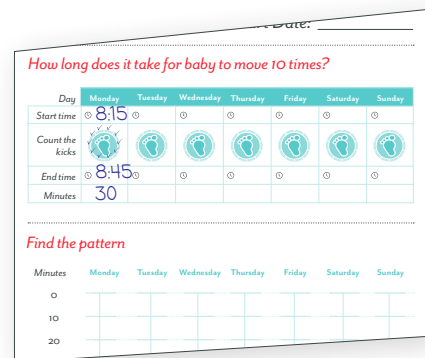 Date:
How long does it take for baby to move 10 times?
Day Monday Tuesday Wednesday Thursday Friday Saturday Sunday
Start time 8:15
Count the
kicks
End time 8:45
Minutes 30
Find the pattern
Minutes Monday Tuesday Wednesday Thursday Friday Saturday Sunday
0
10
20